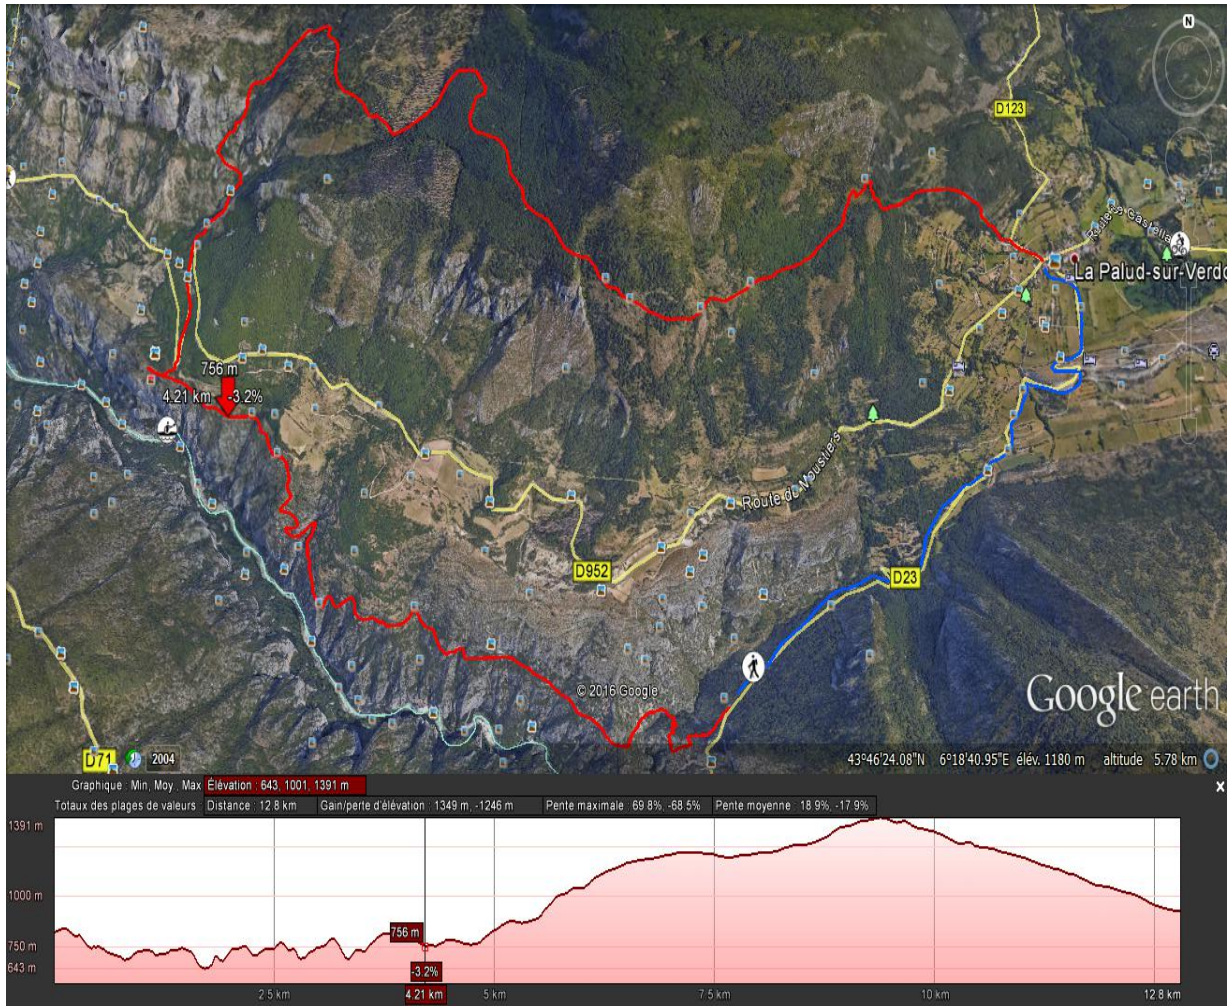 N
D123
Route de Castella
La Palud-sur-Verdo
756 m
4.21 km -3.2%
Route de Moustiers
D952
D23
© 2016 Google
Google earth
D71
2004
43°46'24.08"N 6°18'40.95"E élév. 1180 m altitude 5.78 km
Graphique : Min, Moy., Max Élévation : 643, 1001, 1391 m
x
Totaux des plages de valeurs : Distance : 12.8 km Gain/perte d'élévation : 1349 m, -1246 m Pente maximale : 69.8%, -68.5% Pente moyenne : 18.9%, -17.9%
1391 m
1000 m
756 m
750 m
-3.2%
643 m
2.5 km 4.21 km 5 km 7.5 km 10 km 12.8 km